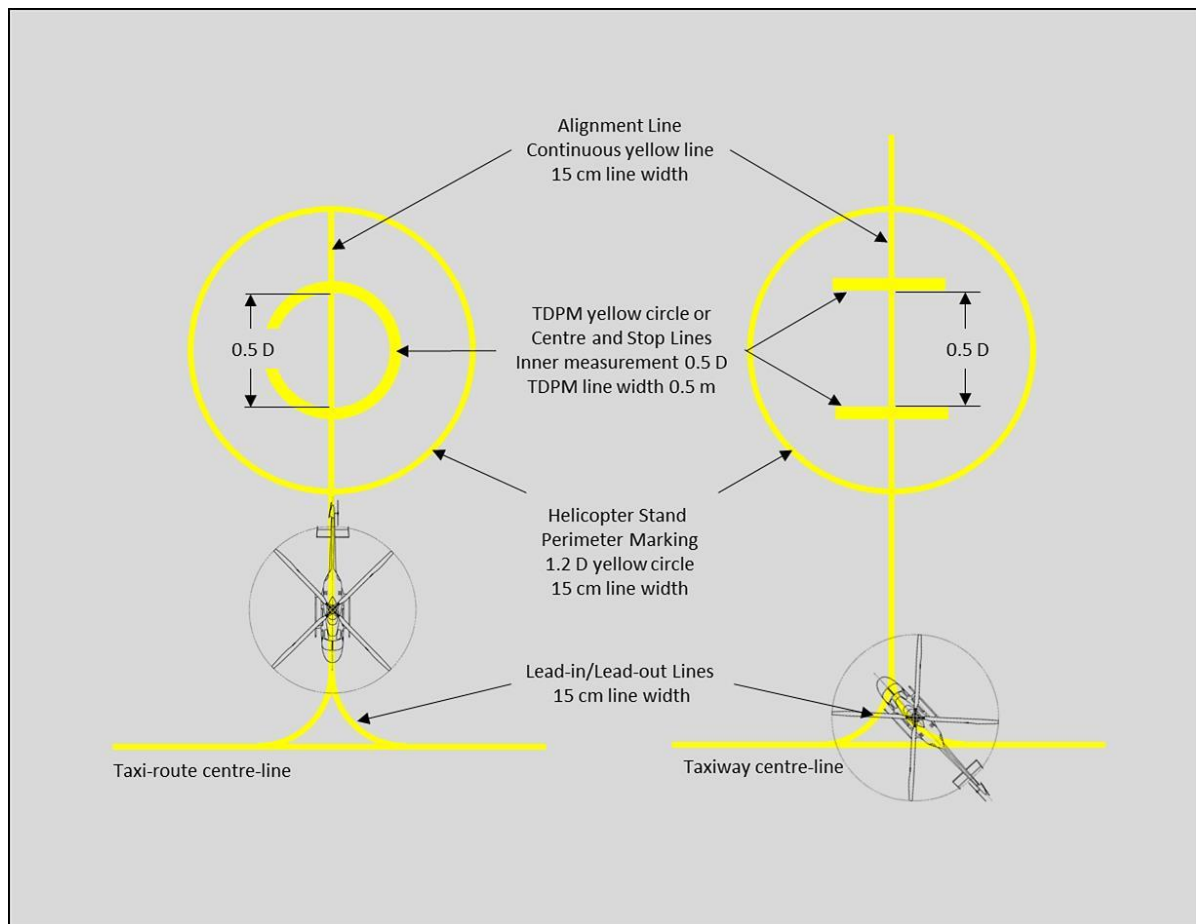 Alignment Line
Continuous yellow line
15 cm line width
TDPM yellow circle or
Centre and Stop Lines
Inner measurement 0.5 D
TDPM line width 0.5 m
0.5 D
0.5 D
Helicopter Stand
Perimeter Marking
1.2 D yellow circle
15 cm line width
Lead-in/Lead-out Lines
15 cm line width
Taxi-route centre-line
Taxiway centre-line